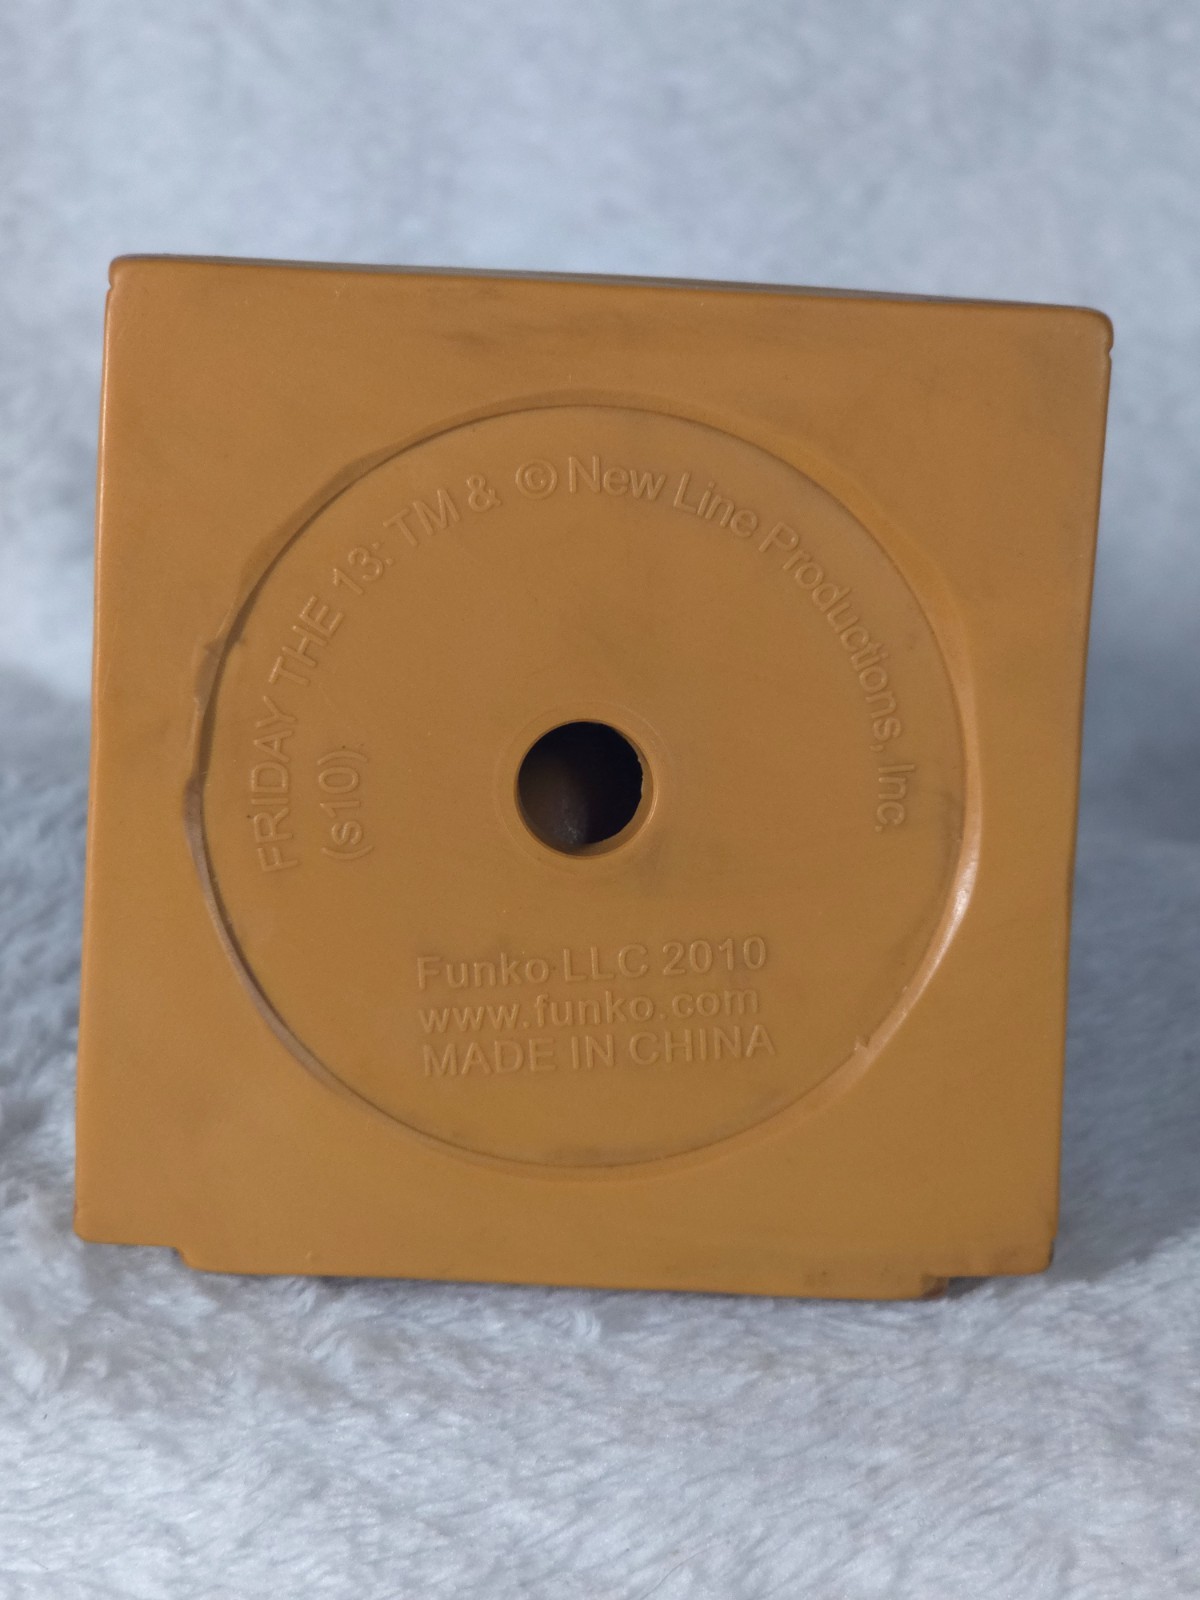 FRIDAY THE 13: TM & © New Line Productions, Inc.
(s10)
Funko LLC 2010
www.funko.com
MADE IN CHINA